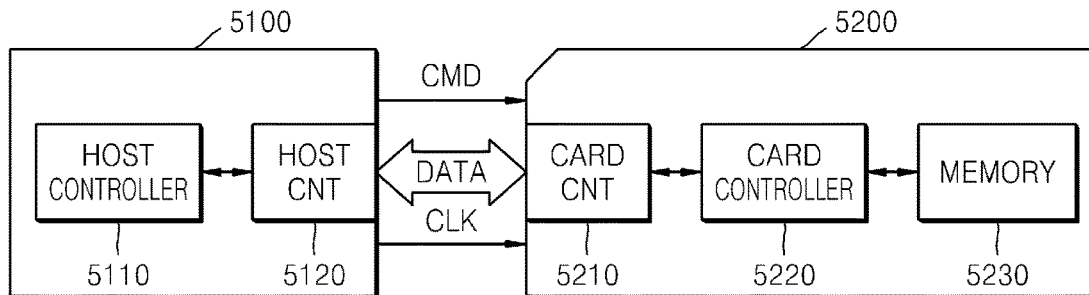 5100
5200
CMD
HOST
CONTROLLER
HOST
CNT
DATA
CARD
CNT
CARD
CONTROLLER
MEMORY
CLK
5110
5120
5210
5220
5230